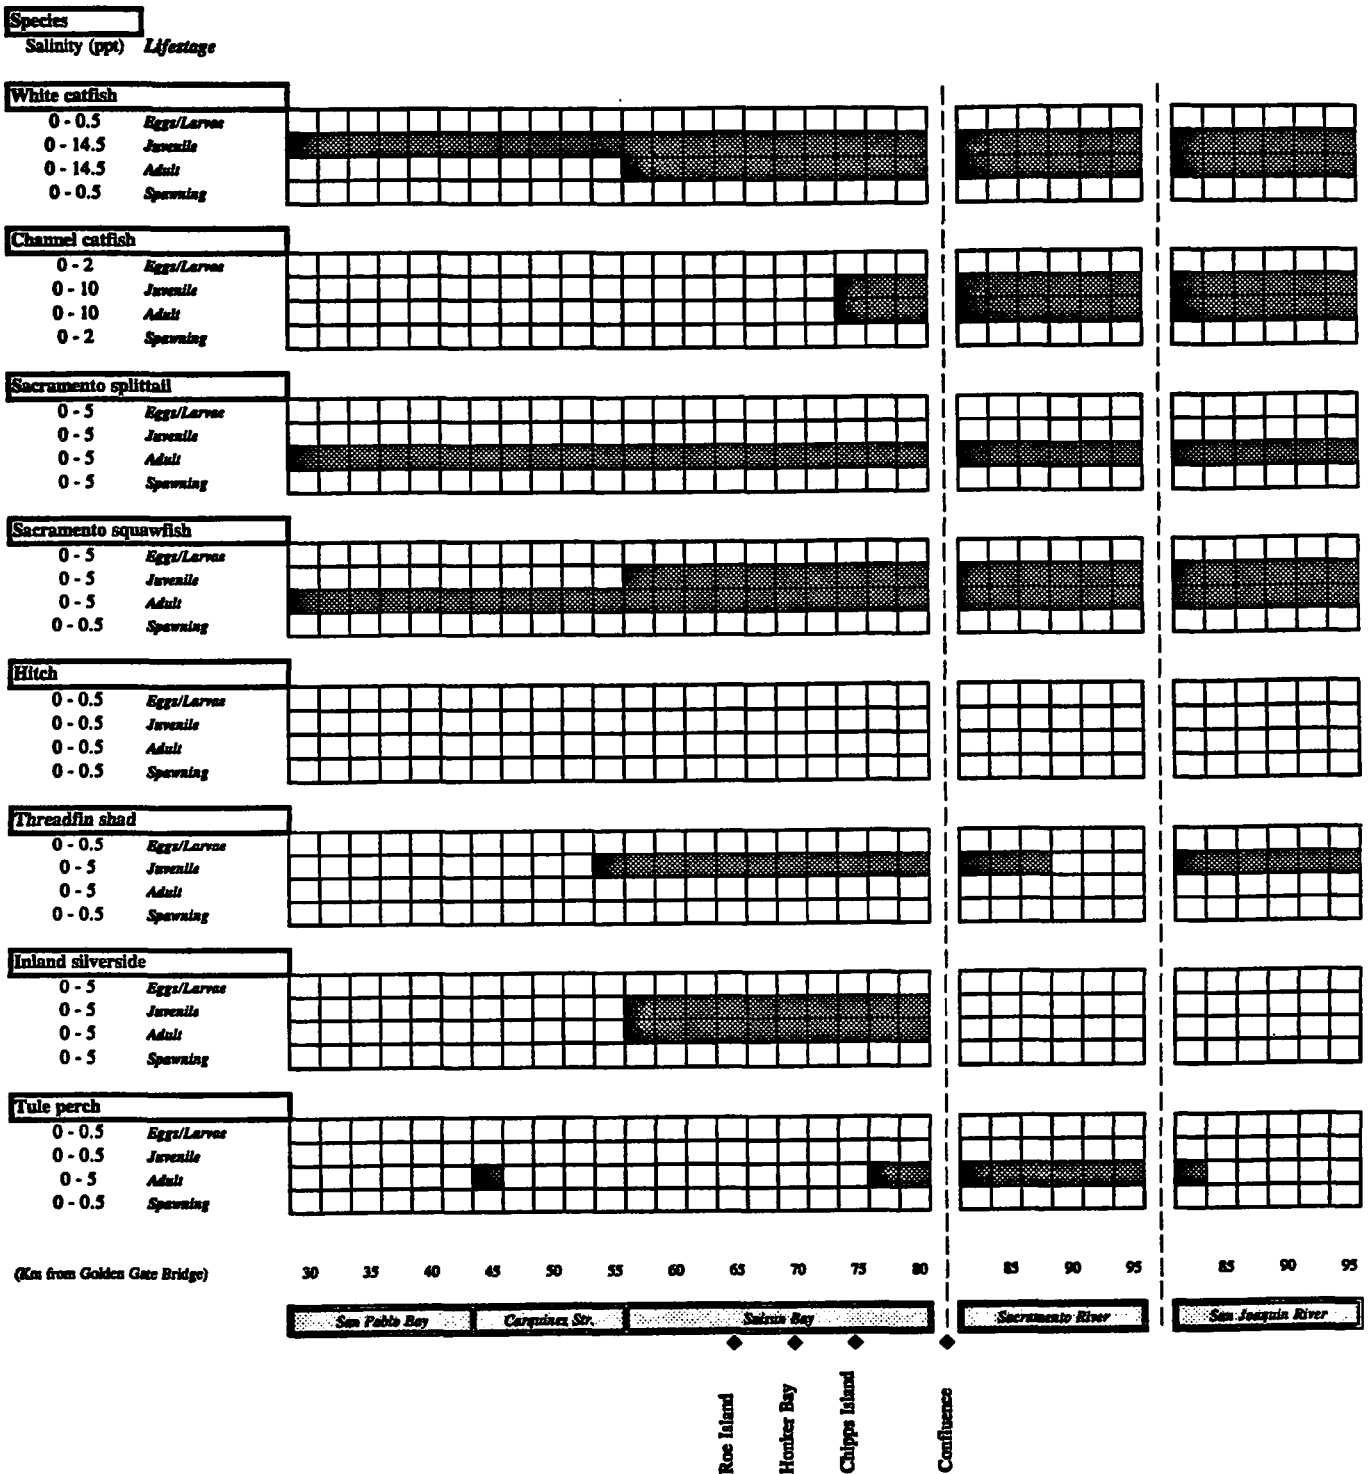 Species
Salinity (ppt) Lifestage
White catfish
0 - 0.5 Eggs/Larvae
0 - 14.5 Juvenile
0 - 14.5 Adult
0 - 0.5 Spawning
Channel catfish
0 - 2 Eggs/Larvae
0 - 10 Juvenile
0 - 10 Adult
0 - 2 Spawning
Sacramento splittail
0 - 5 Eggs/Larvae
0 - 5 Juvenile
0 - 5 Adult
0 - 5 Spawning
Sacramento squawfish
0 - 5 Eggs/Larvae
0 - 5 Juvenile
0 - 5 Adult
0 - 0.5 Spawning
Hitch
0 - 0.5 Eggs/Larvae
0 - 0.5 Juvenile
0 - 0.5 Adult
0 - 0.5 Spawning
Threadfin shad
0 - 0.5 Eggs/Larvae
0 - 5 Juvenile
0 - 5 Adult
0 - 0.5 Spawning
Inland silverside
0 - 5 Eggs/Larvae
0 - 5 Juvenile
0 - 5 Adult
0 - 5 Spawning
Tule perch
0 - 0.5 Eggs/Larvae
0 - 0.5 Juvenile
0 - 5 Adult
0 - 0.5 Spawning
(Km from Golden Gate Bridge) 30 35 40 45 50 55 60 65 70 75 80 85 90 95 85 90 95
San Pablo Bay Carquinez Str. Suisun Bay Sacramento River San Joaquin River
Roe Island
Honker Bay
Chipps Island
Confluence